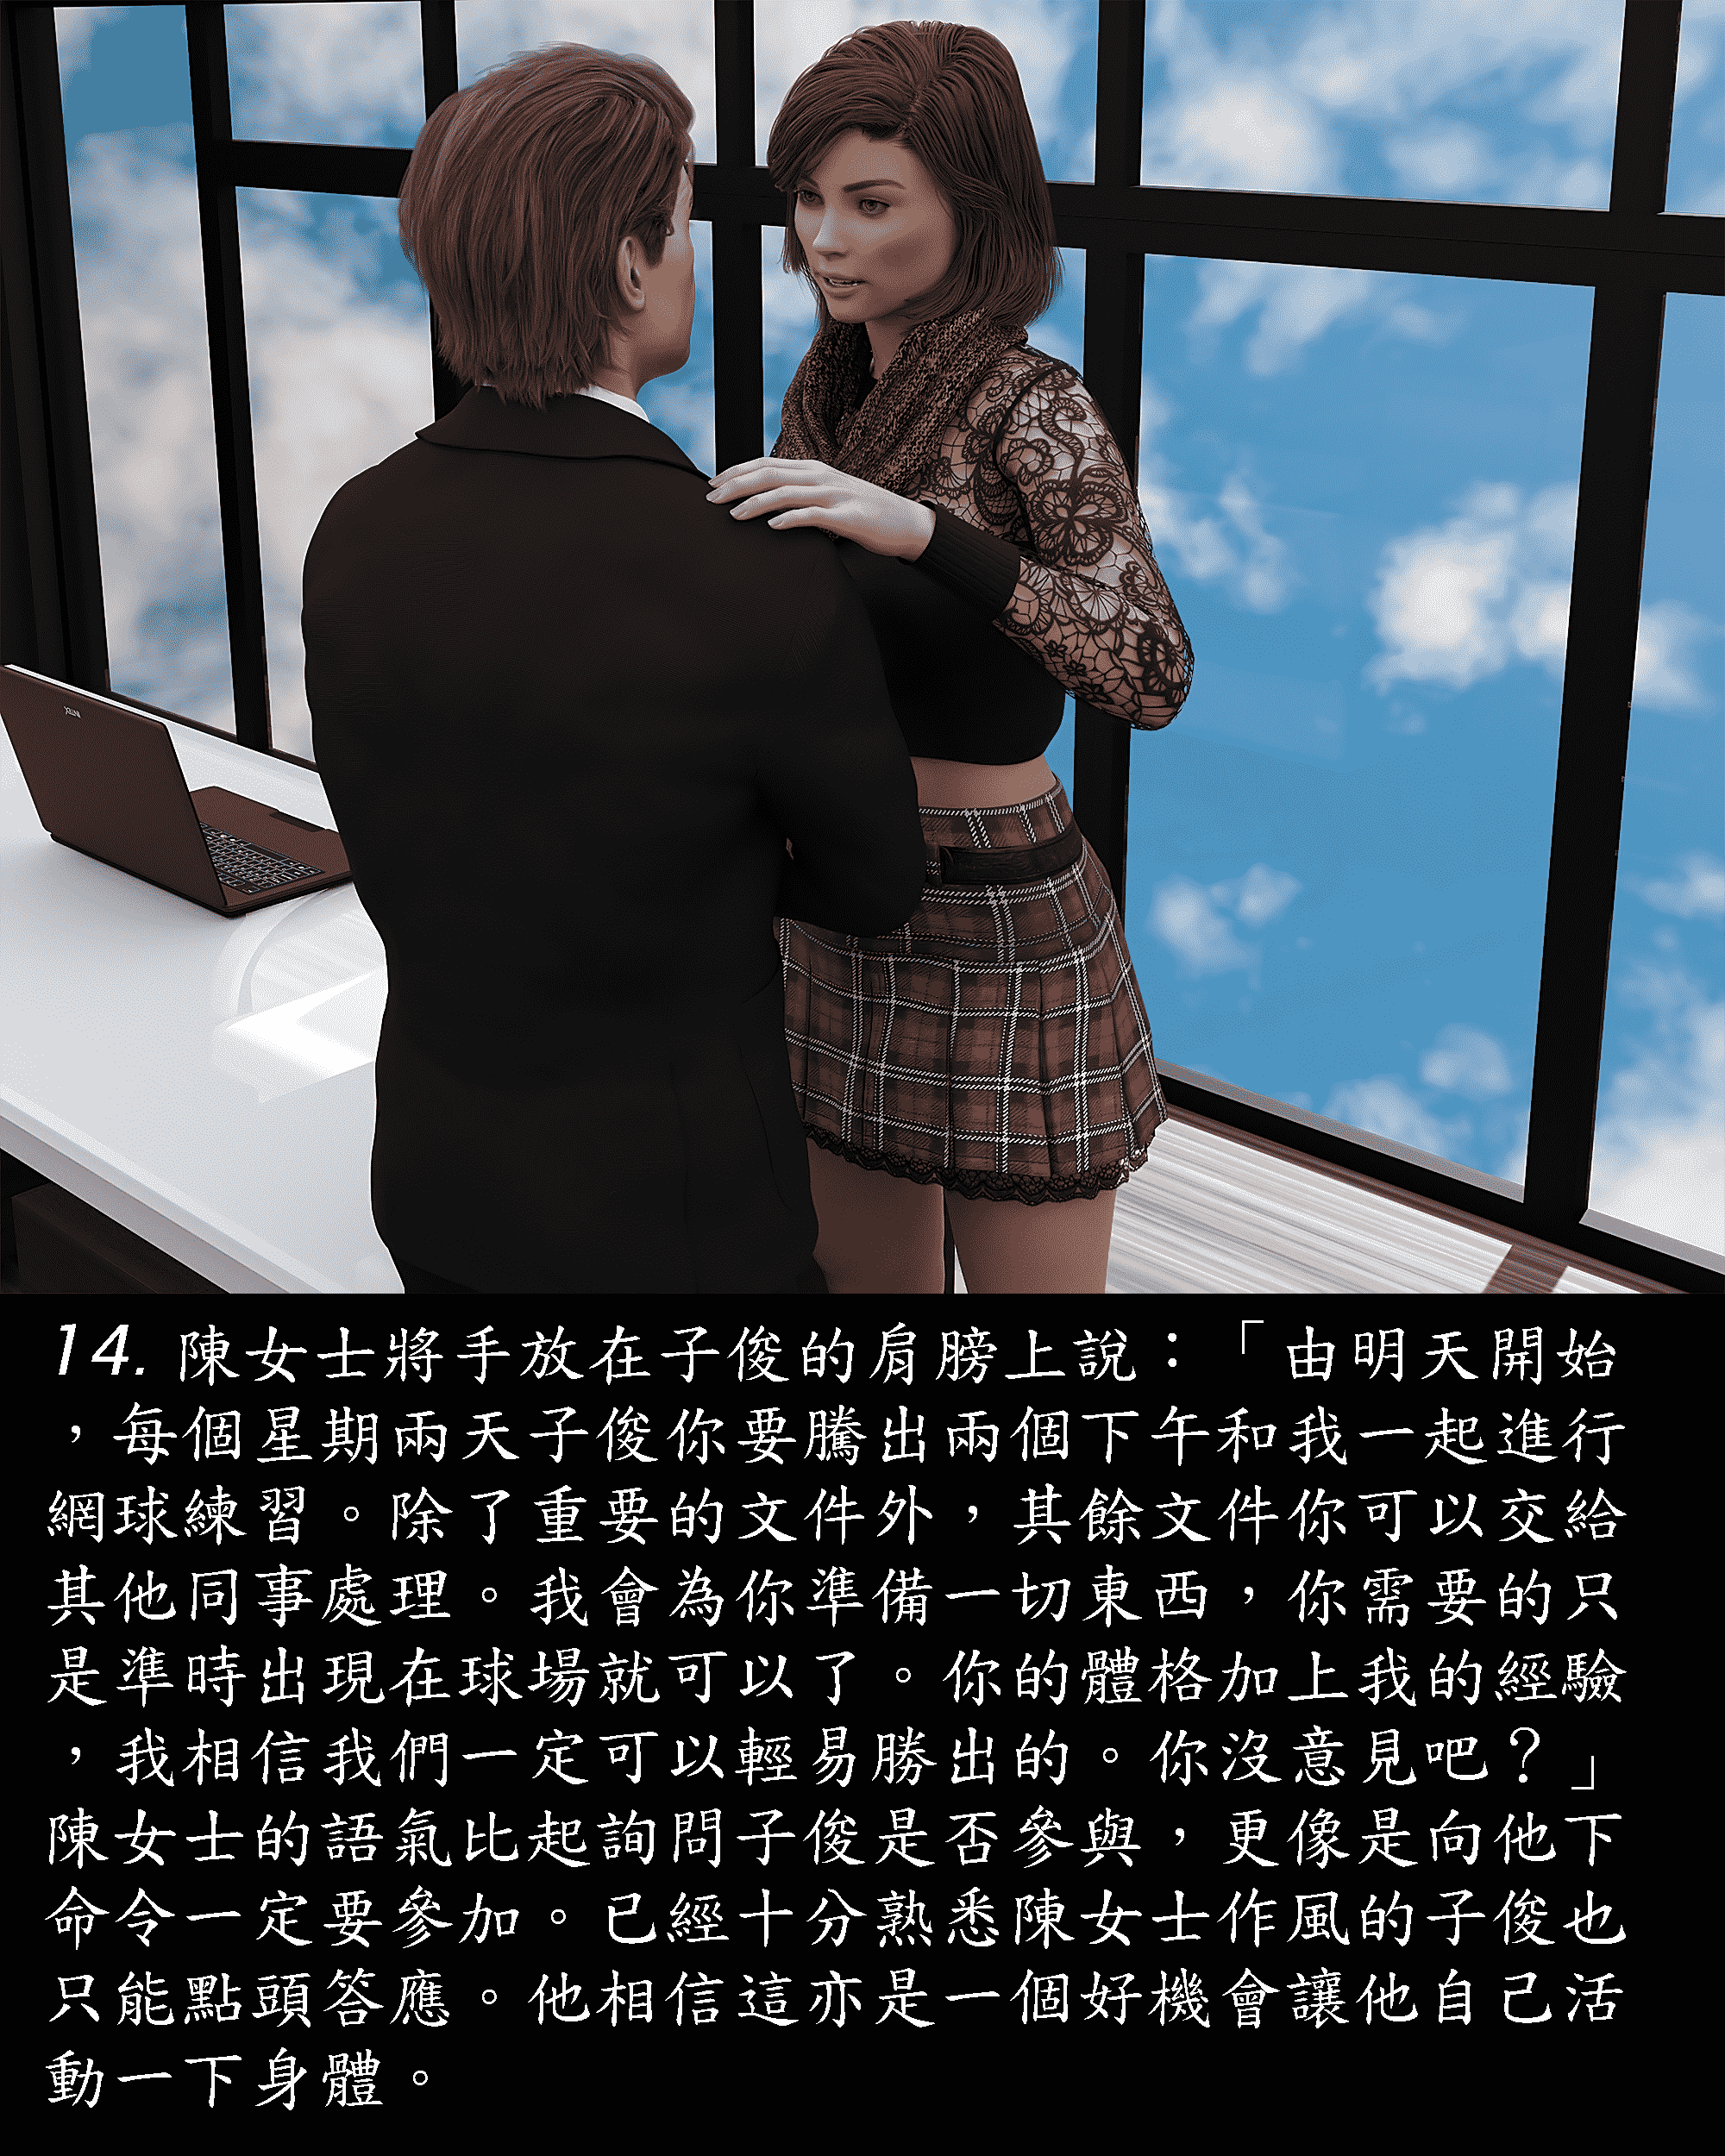 14. 陳女士將手放在子俊的肩膀上說：「由明天開始
，每個星期兩天子俊你要騰出兩個下午和我一起進行
網球練習。除了重要的文件外，其餘文件你可以交給
其他同事處理。我會為你準備一切東西，你需要的只
是準時出現在球場就可以了。你的體格加上我的經驗
，我相信我們一定可以輕易勝出的。你沒意見吧？」
陳女士的語氣比起詢問子俊是否參與，更像是向他下
命令一定要參加。已經十分熟悉陳女士作風的子俊也
只能點頭答應。他相信這亦是一個好機會讓他自己活
動一下身體。